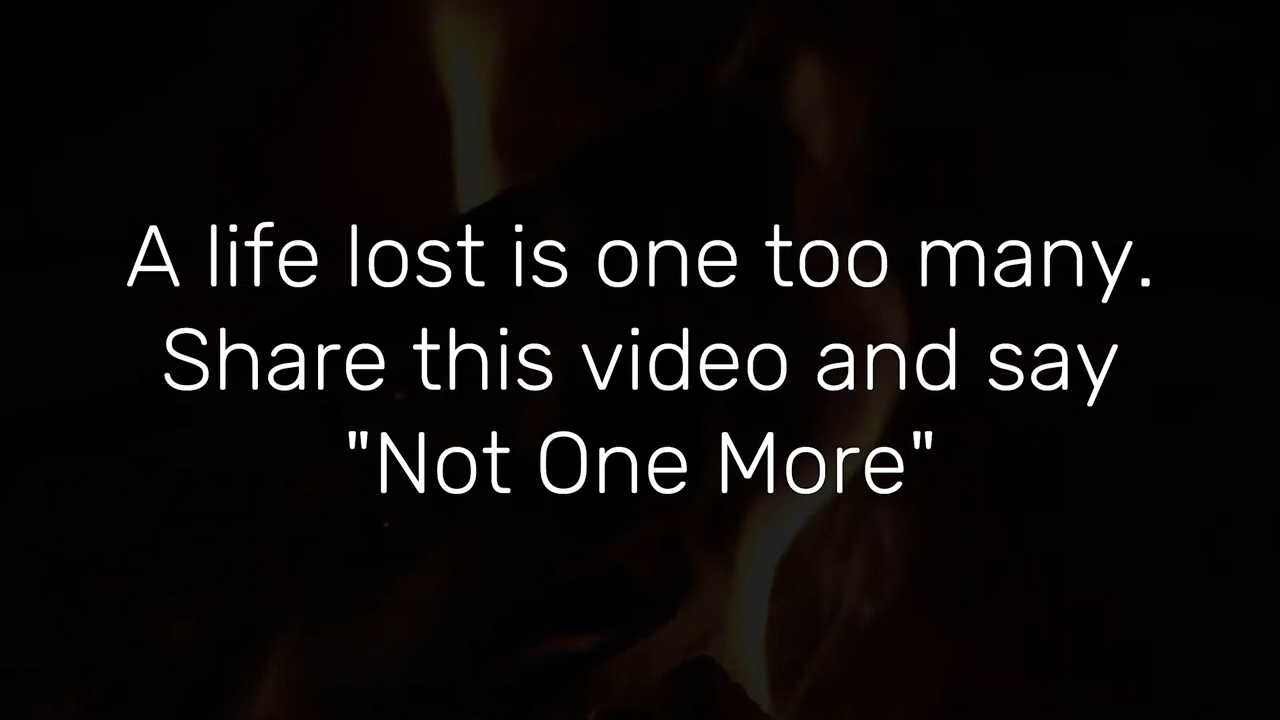 A life lost is one too many.
Share this video and say
"Not One More"